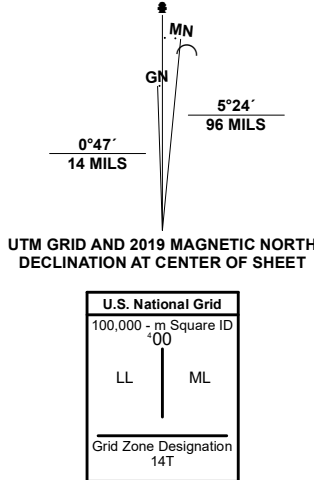 MN
GN
5°24´
96 MILS
0°47´
14 MILS
UTM GRID AND 2019 MAGNETIC NORTH
DECLINATION AT CENTER OF SHEET
U.S. National Grid
100,000 - m Square ID
⁴00
LL ML
Grid Zone Designation
14T